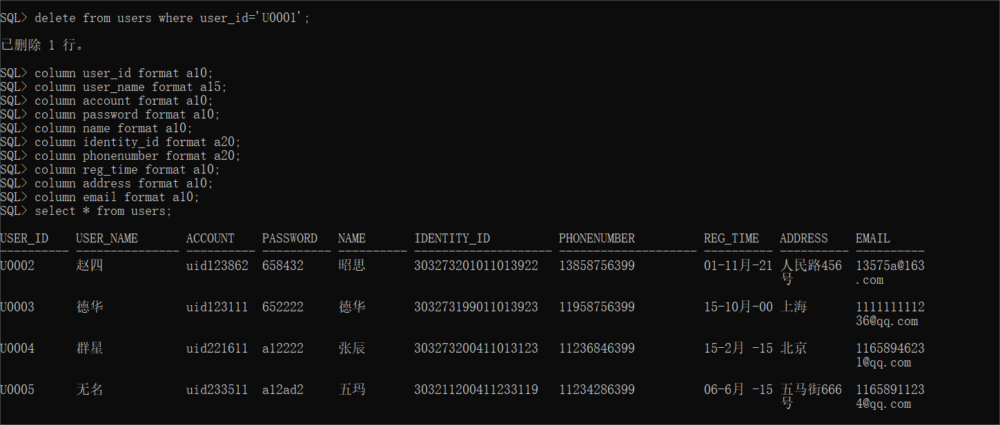 SQL> delete from users where user_id='U0001';
已删除 1 行。
SQL> column user_id format a10;
SQL> column user_name format a15;
SQL> column account format a10;
SQL> column password format a10;
SQL> column name format a10;
SQL> column identity_id format a20;
SQL> column phonenumber format a20;
SQL> column reg_time format a10;
SQL> column address format a10;
SQL> column email format a10;
SQL> select * from users;
USER_ID    USER_NAME       ACCOUNT    PASSWORD   NAME       IDENTITY_ID          PHONENUMBER          REG_TIME   ADDRESS    EMAIL
---------- --------------- ---------- ---------- ---------- -------------------- -------------------- ---------- ---------- ----------
U0002      赵四            uid123862  658432     昭思       303273201011013922   13858756399          01-11月-21 人民路456  13575a@163
号         .com
U0003      德华            uid123111  652222     德华       303273199011013923   11958756399          15-10月-00 上海       1111111112
36@qq.com
U0004      群星            uid221611  a12222     张辰       303273200411013123   11236846399          15-2月 -15 北京       1165894623
1@qq.com
U0005      无名            uid233511  a12ad2     五玛       303211200411233119   11234286399          06-6月 -15 五马街666  1165891123
号         4@qq.com